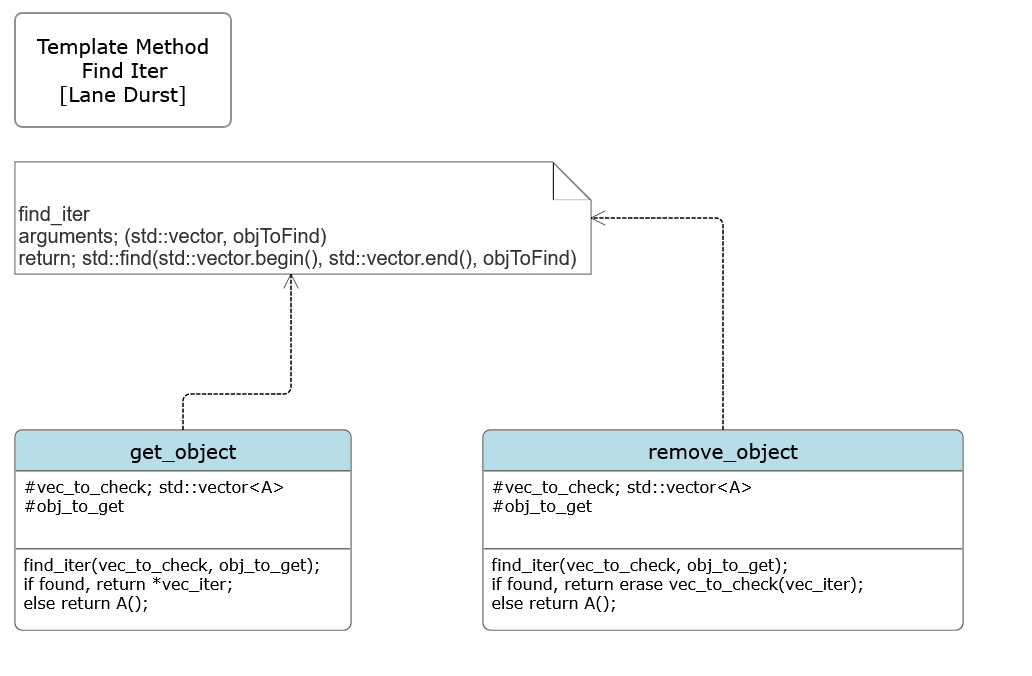 Template Method
Find Iter
[Lane Durst]
find_iter
arguments; (std::vector, objToFind)
return; std::find(std::vector.begin(), std::vector.end(), objToFind)
get_object
#vec_to_check; std::vector<A>
#obj_to_get
find_iter(vec_to_check, obj_to_get);
if found, return *vec_iter;
else return A();
remove_object
#vec_to_check; std::vector<A>
#obj_to_get
find_iter(vec_to_check, obj_to_get);
if found, return erase vec_to_check(vec_iter);
else return A();